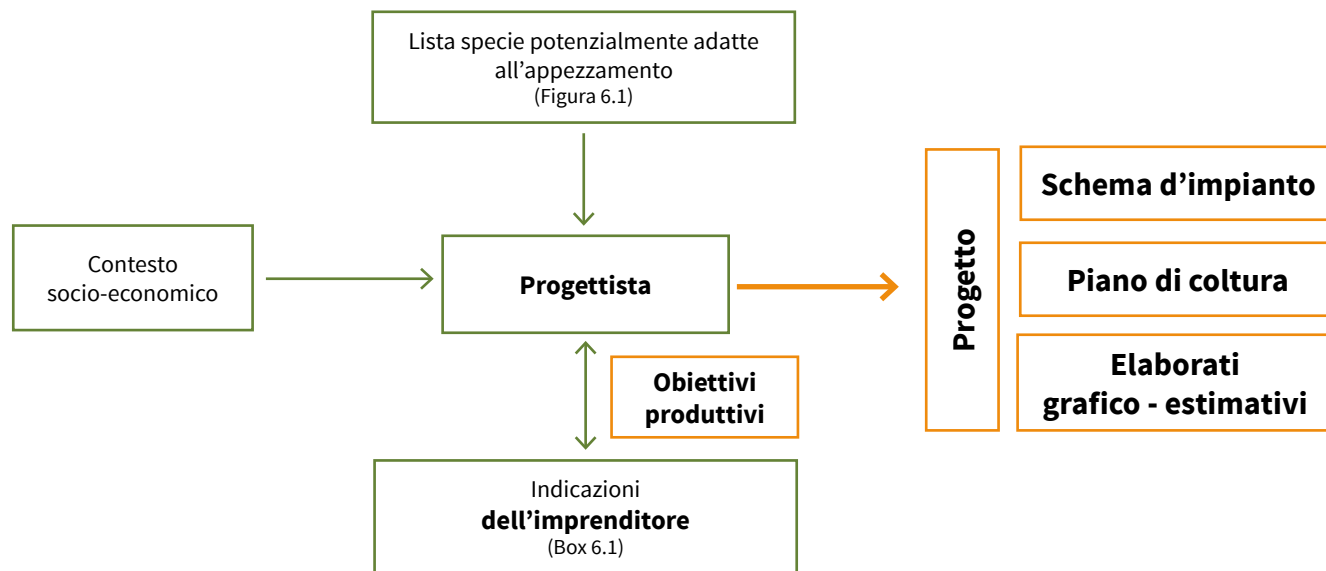 Lista specie potenzialmente adatte
all’appezzamento
(Figura 6.1)
Contesto
socio-economico
Progettista
Obiettivi
produttivi
Indicazioni
dell’imprenditore
(Box 6.1)
Progetto
Schema d’impianto
Piano di coltura
Elaborati
grafico - estimativi